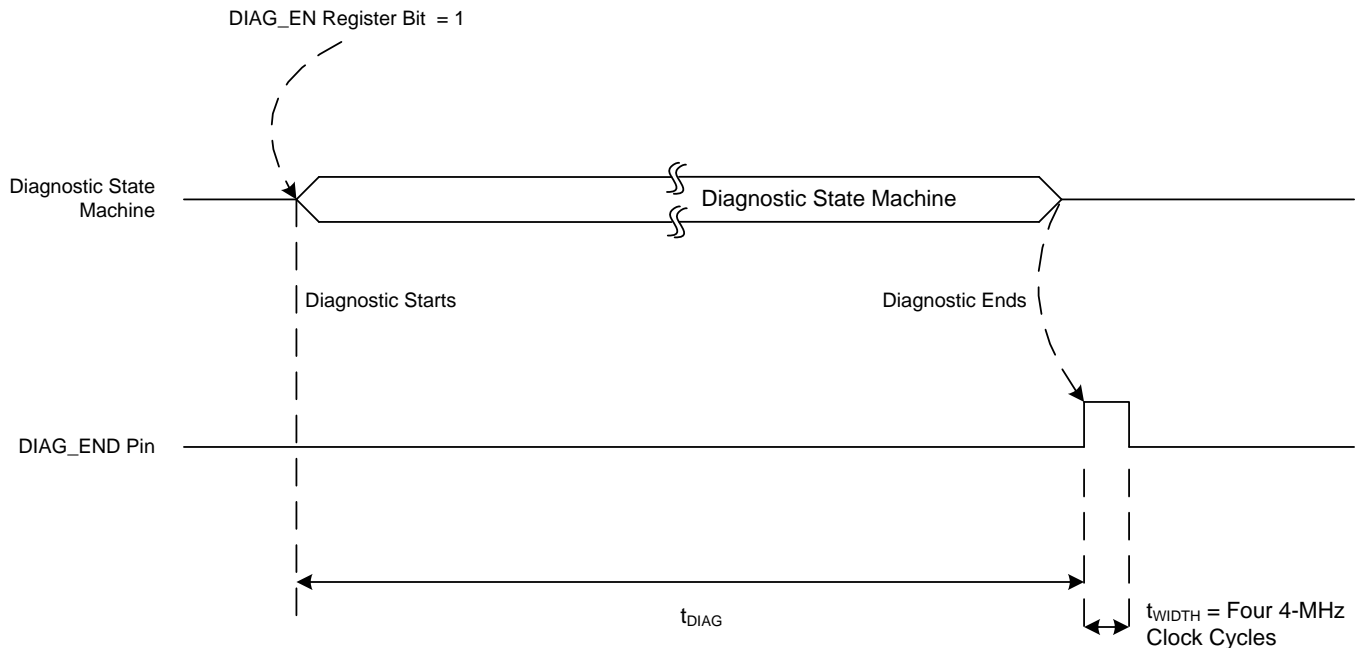 DIAG_EN Register Bit = 1
Diagnostic State
Machine
Diagnostic State Machine
Diagnostic Starts
Diagnostic Ends
DIAG_END Pin
tDIAG
tWIDTH = Four 4-MHz
Clock Cycles